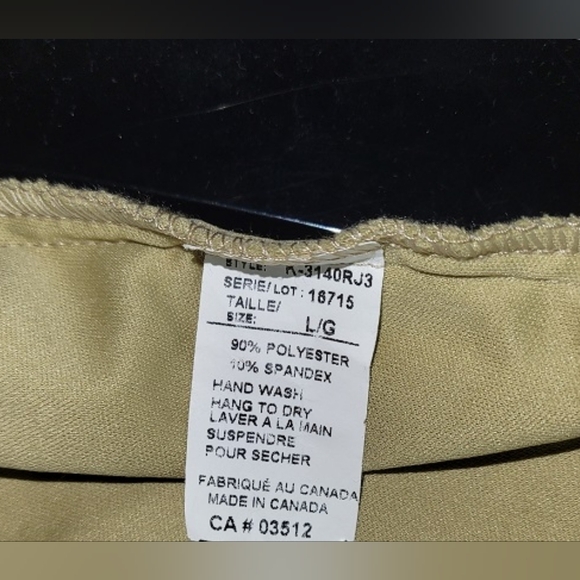 STYLE: K-3140RJ3
SERIE/LOT: 16715
TAILLE/
SIZE: L/G
90% POLYESTER
10% SPANDEX
HAND WASH
HANG TO DRY
LAVER A LA MAIN
SUSPENDRE
POUR SECHER
FABRIQUÉ AU CANADA
MADE IN CANADA
CA # 03512